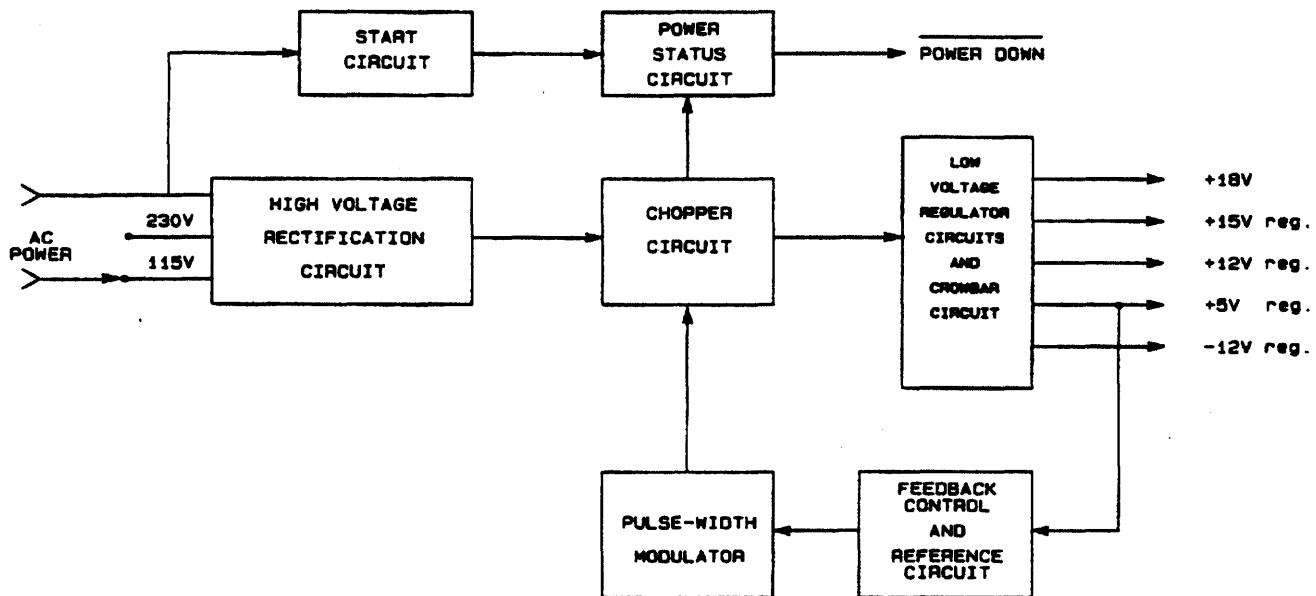 START
CIRCUIT
POWER
STATUS
CIRCUIT
POWER DOWN
AC
POWER
230V
115V
HIGH VOLTAGE
RECTIFICATION
CIRCUIT
CHOPPER
CIRCUIT
LOW
VOLTAGE
REGULATOR
CIRCUITS
AND
CROWBAR
CIRCUIT
+18V
+15V reg.
+12V reg.
+5V reg.
-12V reg.
PULSE-WIDTH
MODULATOR
FEEDBACK
CONTROL
AND
REFERENCE
CIRCUIT